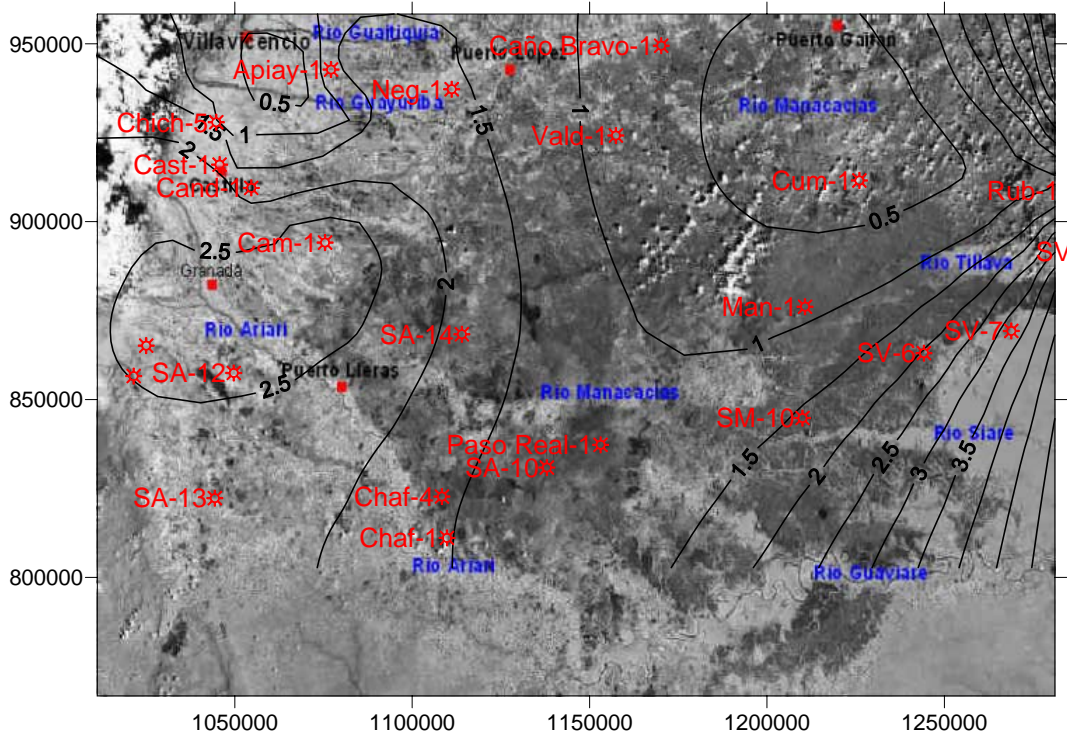 950000
900000
850000
800000
1050000
1100000
1150000
1200000
1250000
Villavicencio
Rio Guaitiquia
Puerto Lopez
Caño Bravo-1
Puerto Gaitan
Apiay-1
Neg-1
0.5
Rio Guayuriba
Rio Manacacias
Chich-5
1.5
1
1.5
1
Vald-1
2
Cast-1
Castilla
Cand-1
Cum-1
Rub-1
0.5
Cam-1
2.5
Granada
2
Rio Tillava
SV
Rio Ariari
SA-14
Man-1
1
SV-6
SV-7
SA-12
2.5
Puerto Lleras
Rio Manacacias
SM-10
Rio Siare
Paso Real-1
SA-10
1.5
2
2.5
3
3.5
SA-13
Chaf-4
Chaf-1
Rio Ariari
Rio Guaviare